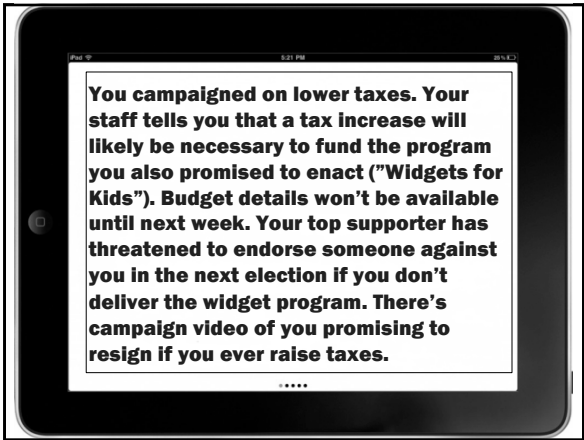 iPad 5:21 PM 20%
You campaigned on lower taxes. Your
staff tells you that a tax increase will
likely be necessary to fund the program
you also promised to enact (”Widgets for
Kids”). Budget details won’t be available
until next week. Your top supporter has
threatened to endorse someone against
you in the next election if you don’t
deliver the widget program. There’s
campaign video of you promising to
resign if you ever raise taxes.